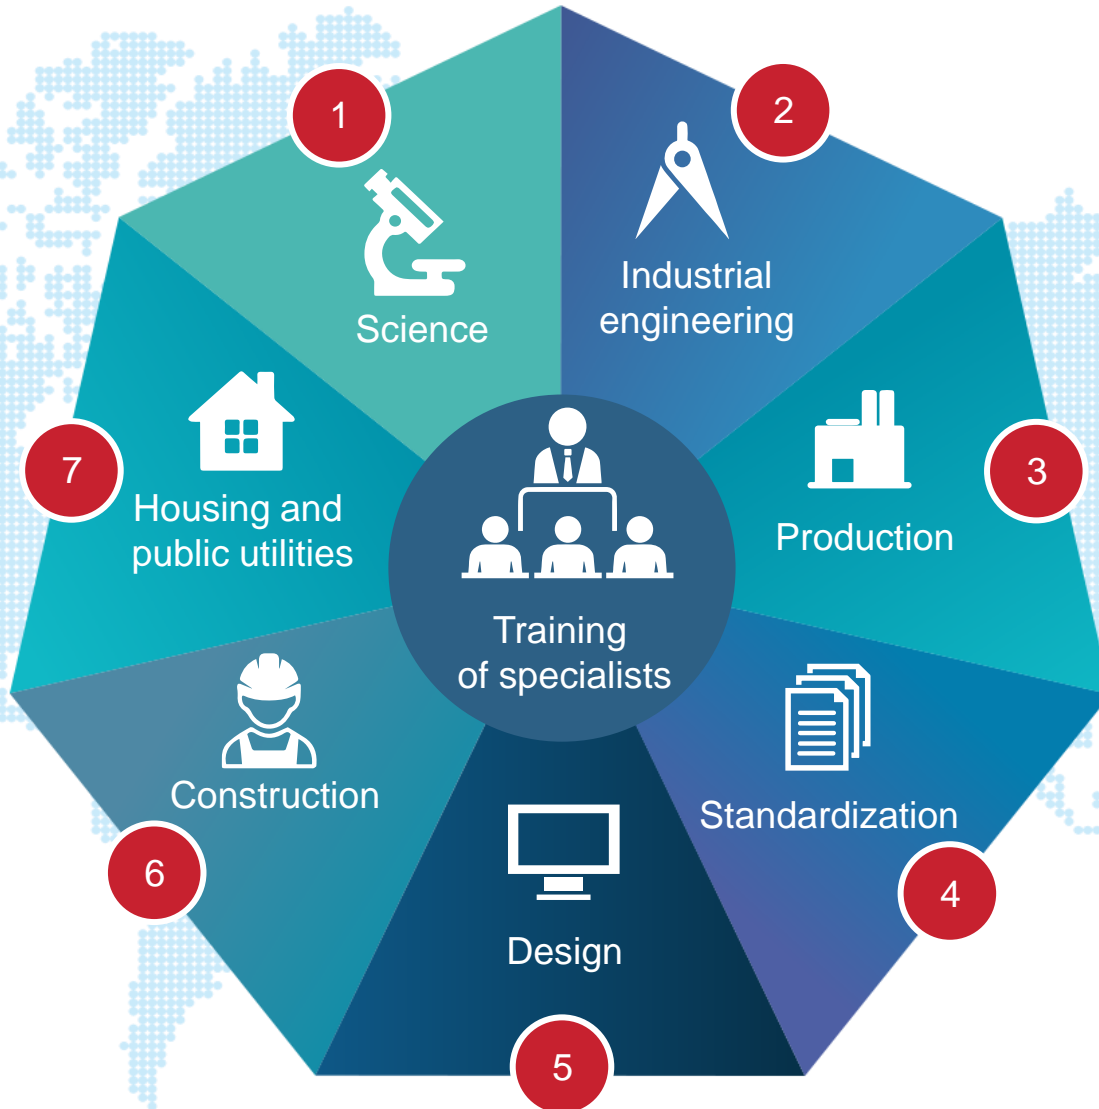 1
Science
2
Industrial
engineering
3
Production
4
Standardization
5
Design
6
Construction
7
Housing and
public utilities
Training
of specialists